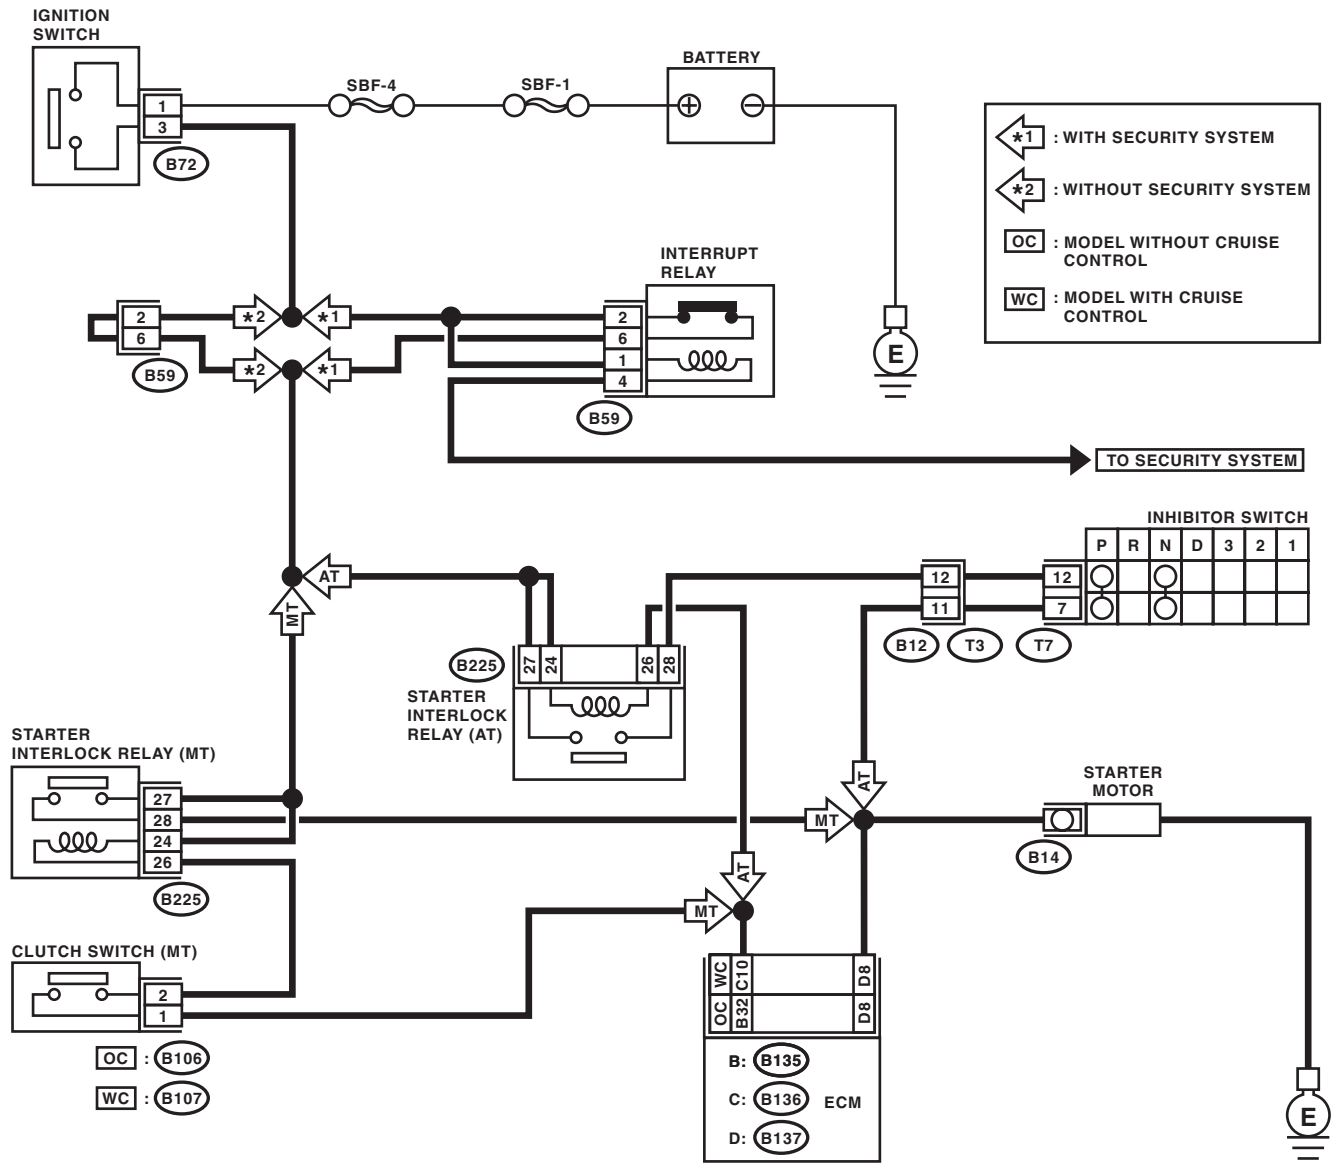 IGNITION
SWITCH
1
3
B72
SBF-4
SBF-1
BATTERY
+
−
E
*1 : WITH SECURITY SYSTEM
*2 : WITHOUT SECURITY SYSTEM
OC : MODEL WITHOUT CRUISE
CONTROL
WC : MODEL WITH CRUISE
CONTROL
2
6
B59
*2
*1
*2
*1
INTERRUPT
RELAY
2
6
1
4
B59
TO SECURITY SYSTEM
INHIBITOR SWITCH
P R N D 3 2 1
12
11
12
7
B12
T3
T7
AT
MT
B225
27 24 26 28
STARTER
INTERLOCK
RELAY (AT)
STARTER
INTERLOCK RELAY (MT)
27
28
24
26
B225
AT
MT
STARTER
MOTOR
B14
AT
MT
CLUTCH SWITCH (MT)
2
1
OC : B106
WC : B107
WC C10 D8
OC B32 D8
B: B135
C: B136
D: B137
ECM
E